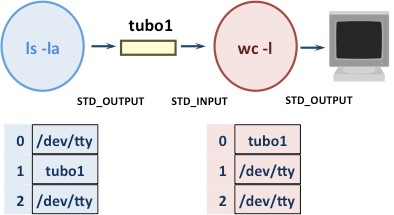 tubo1
ls -la
wc -l
STD_OUTPUT
STD_INPUT
STD_OUTPUT
0 /dev/tty
1 tubo1
2 /dev/tty
0 tubo1
1 /dev/tty
2 /dev/tty